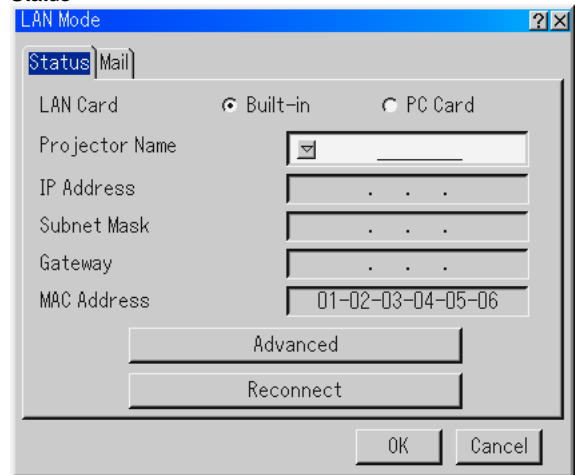 Status
LAN Mode ? X
Status Mail
LAN Card Built-in PC Card
Projector Name ________
IP Address . . .
Subnet Mask . . .
Gateway . . .
MAC Address 01-02-03-04-05-06
Advanced
Reconnect
OK Cancel